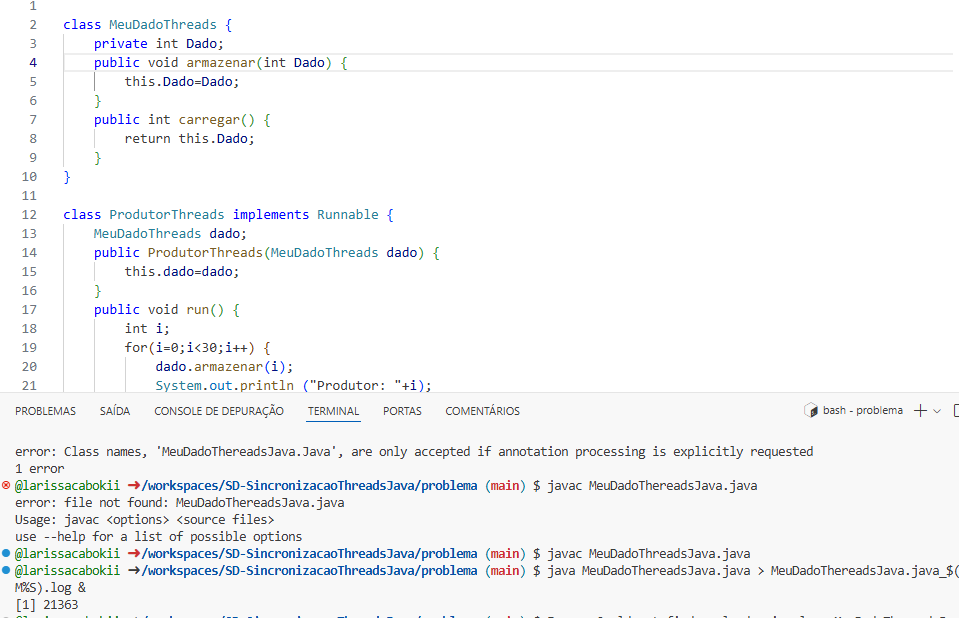 1
2 class MeuDadoThreads {
3 private int Dado;
4 public void armazenar(int Dado) {
5 this.Dado=Dado;
6 }
7 public int carregar() {
8 return this.Dado;
9 }
10 }
11
12 class ProdutorThreads implements Runnable {
13 MeuDadoThreads dado;
14 public ProdutorThreads(MeuDadoThreads dado) {
15 this.dado=dado;
16 }
17 public void run() {
18 int i;
19 for(i=0;i<30;i++) {
20 dado.armazenar(i);
21 System.out.println ("Produtor: "+i);
PROBLEMAS SAÍDA CONSOLE DE DEPURAÇÃO TERMINAL PORTAS COMENTÁRIOS bash - problema
error: Class names, 'MeuDadoThereadsJava.Java', are only accepted if annotation processing is explicitly requested
1 error
@larissacabokii ➜/workspaces/SD-SincronizacaoThreadsJava/problema (main) $ javac MeuDadoThereadsJava.java
error: file not found: MeuDadoThereadsJava.java
Usage: javac <options> <source files>
use --help for a list of possible options
@larissacabokii ➜/workspaces/SD-SincronizacaoThreadsJava/problema (main) $ javac MeuDadoThreadsJava.java
@larissacabokii ➜/workspaces/SD-SincronizacaoThreadsJava/problema (main) $ java MeuDadoThereadsJava.java > MeuDadoThereadsJava.java_$(
M%S).log &
[1] 21363